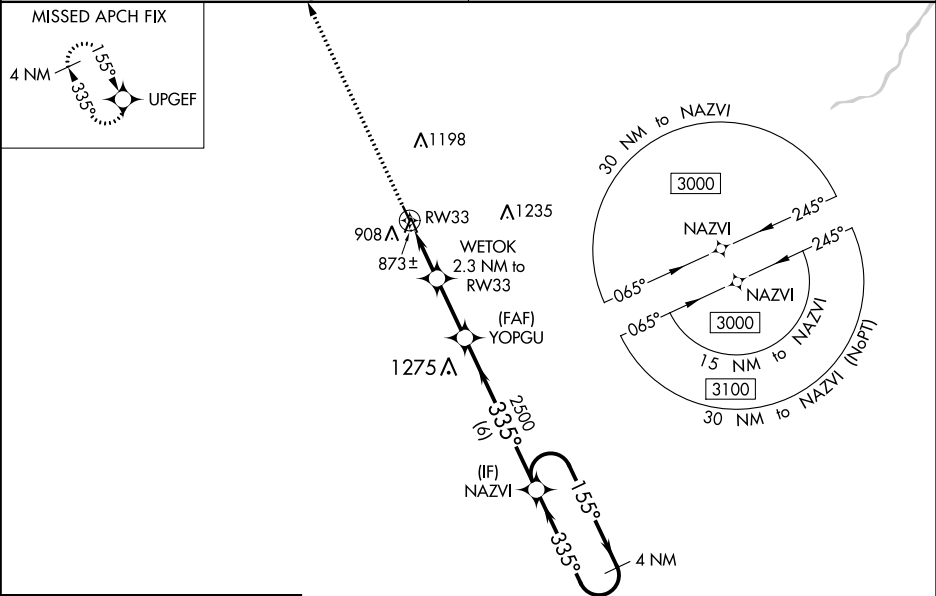 MISSED APCH FIX
4 NM
155°
335°
UPGEF
1198
RW33
1235
908
873±
WETOK
2.3 NM to
RW33
(FAF)
YOPGU
1275
2500
335°
(6)
(IF)
NAZVI
155°
335°
4 NM
30 NM to NAZVI
3000
245°
NAZVI
065°
245°
NAZVI
065°
3000
15 NM to NAZVI
3100
30 NM to NAZVI (NoPT)